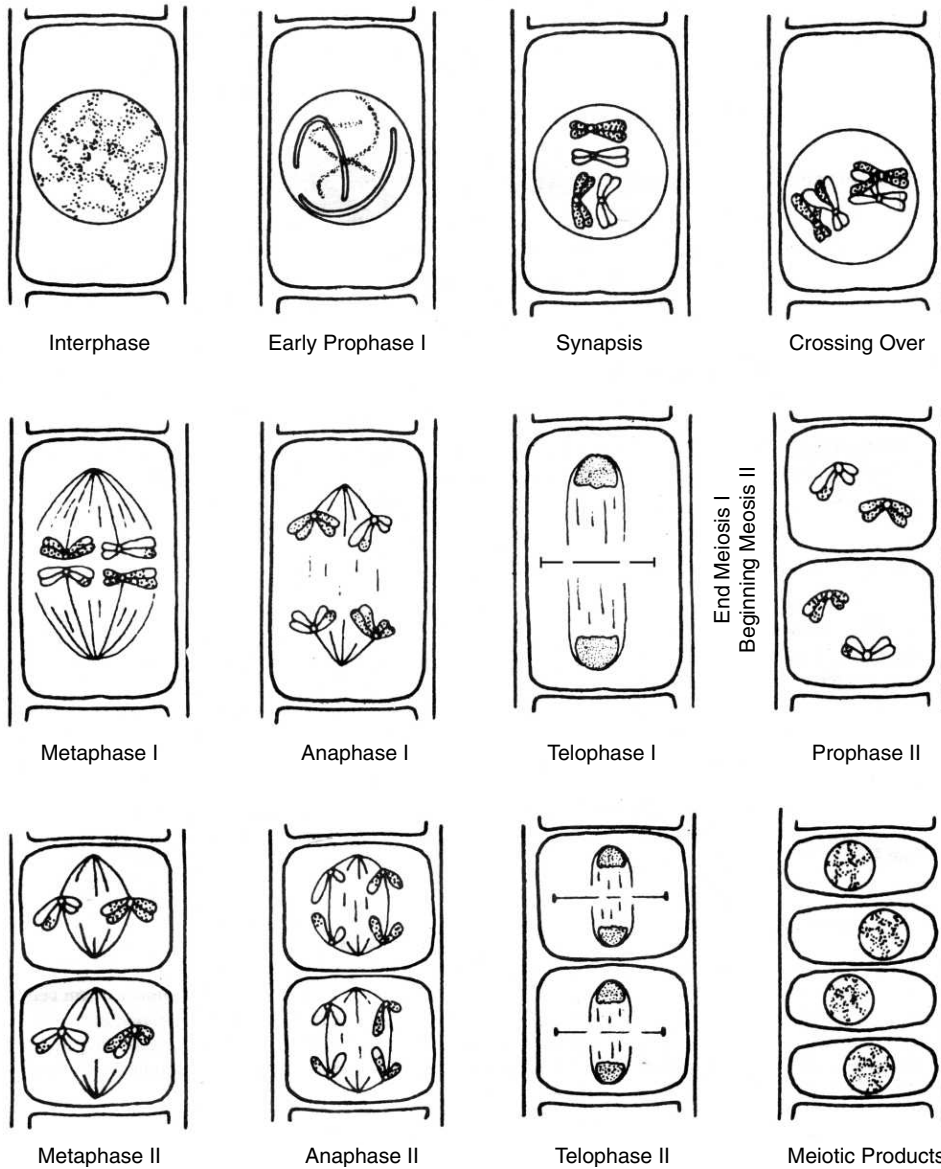 Interphase
Early Prophase I
Synapsis
Crossing Over
Metaphase I
Anaphase I
Telophase I
End Meiosis I
Beginning Meosis II
Prophase II
Metaphase II
Anaphase II
Telophase II
Meiotic Products